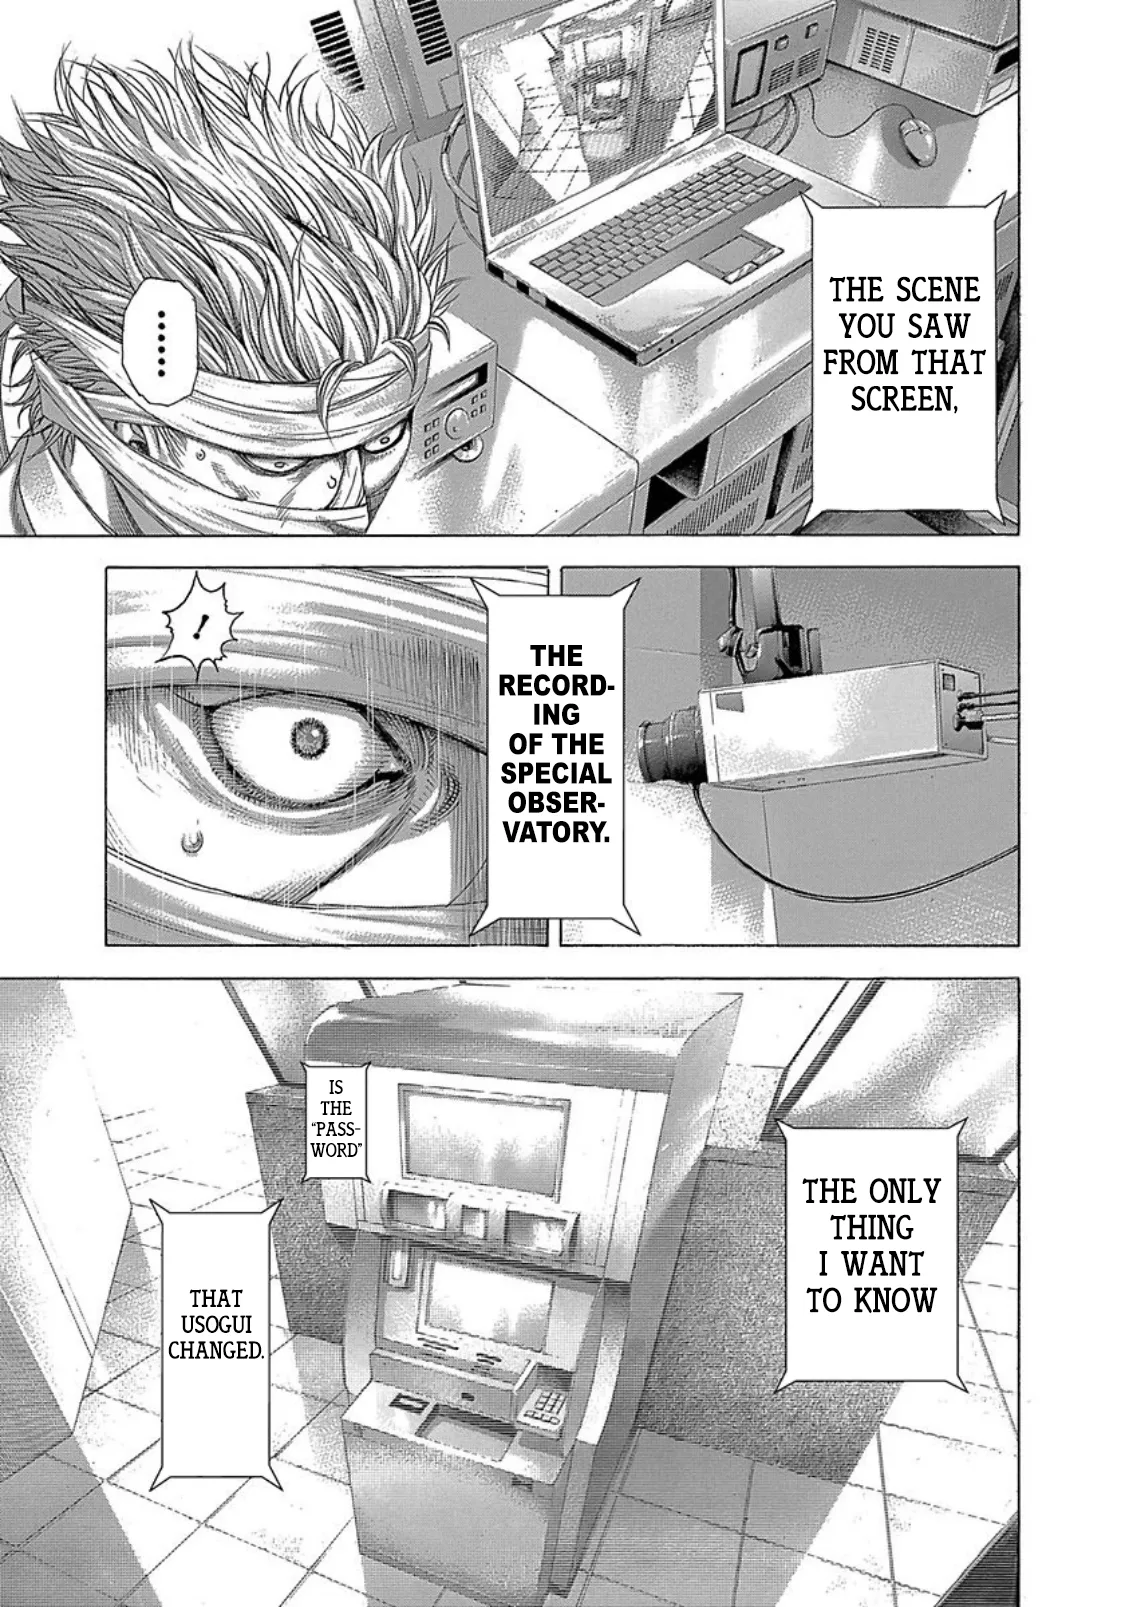 THE SCENE
YOU SAW
FROM THAT
SCREEN,
......
THE
RECORD-
ING
OF THE
SPECIAL
OBSER-
VATORY.
!
THE ONLY
THING
I WANT
TO KNOW
IS
THE
"PASS-
WORD"
THAT
USOGUI
CHANGED.